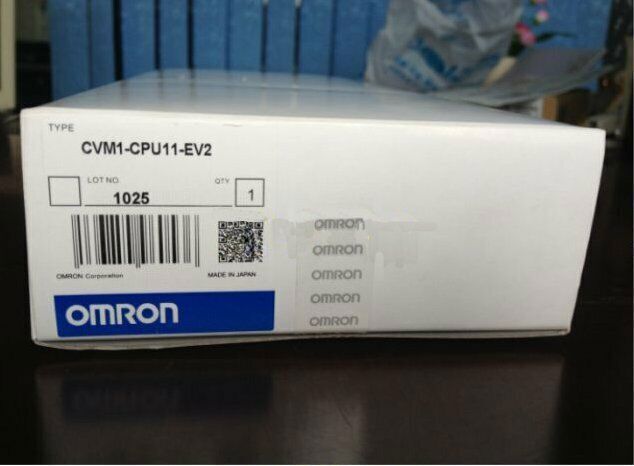 TYPE
CVM1-CPU11-EV2
LOT NO. QTY
1025 1
OMRON Corporation MADE IN JAPAN
OMRON
OMRON
OMRON
OMRON
OMRON
OMRON